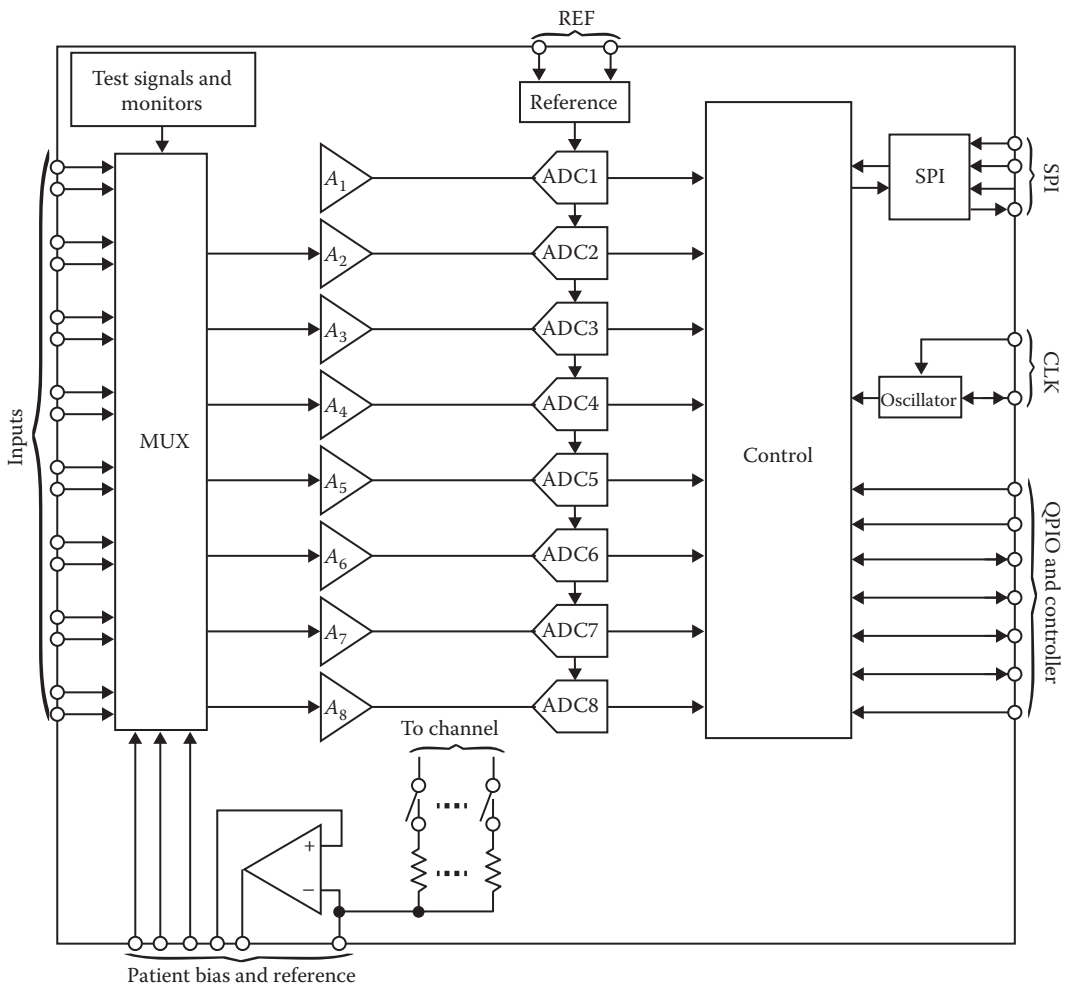 REF
Test signals and
monitors
Reference
A1
ADC1
SPI
SPI
A2
ADC2
A3
ADC3
CLK
Oscillator
A4
ADC4
Inputs
MUX
Control
A5
ADC5
QPIO and controller
A6
ADC6
A7
ADC7
A8
ADC8
To channel
+
−
Patient bias and reference